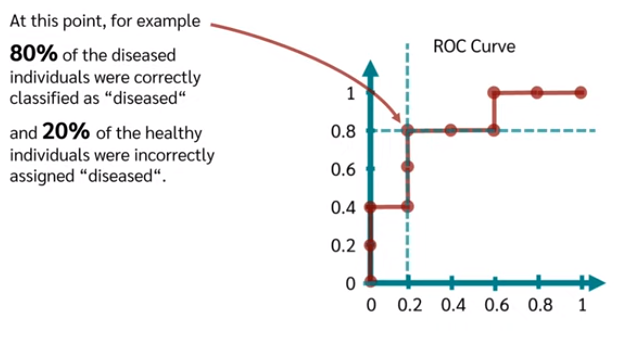 At this point, for example
80% of the diseased
individuals were correctly
classified as “diseased“
and 20% of the healthy
individuals were incorrectly
assigned “diseased“.
ROC Curve
1
0.8
0.6
0.4
0.2
0
0 0.2 0.4 0.6 0.8 1